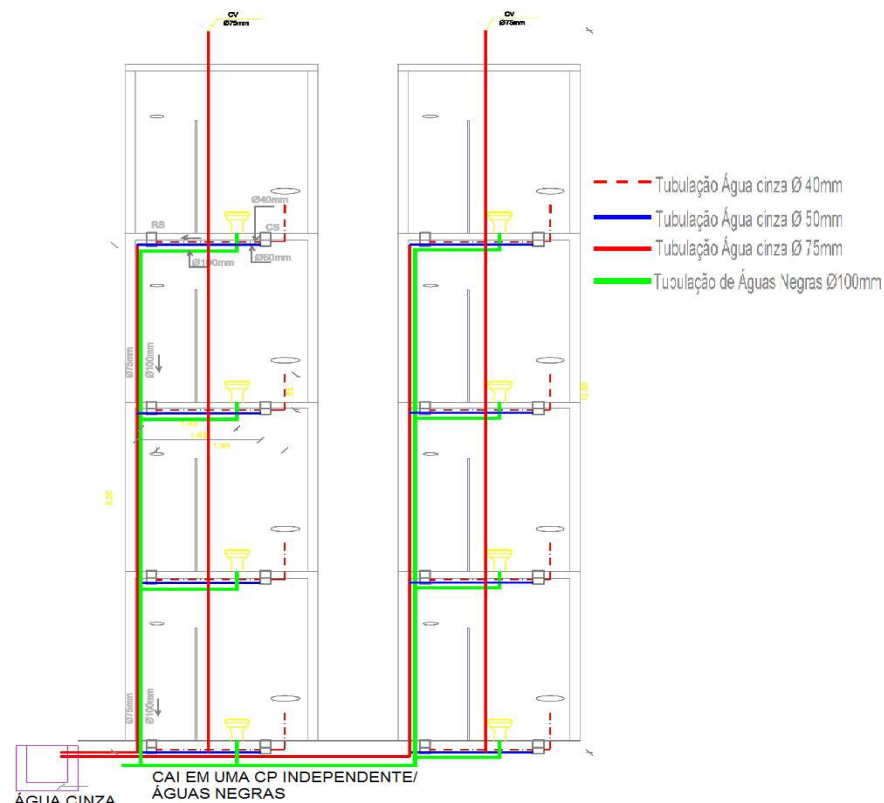 CV
Ø75mm
CV
Ø75mm
Tubulação Água cinza Ø 40mm
Tubulação Água cinza Ø 50mm
Tubulação Água cinza Ø 75mm
Tubulação de Águas Negras Ø100mm
Ø40mm
RS
CS
Ø100mm
Ø50mm
Ø75mm
Ø100mm
Ø75mm
Ø100mm
CAI EM UMA CP INDEPENDENTE/
ÁGUAS NEGRAS
ÁGUA CINZA